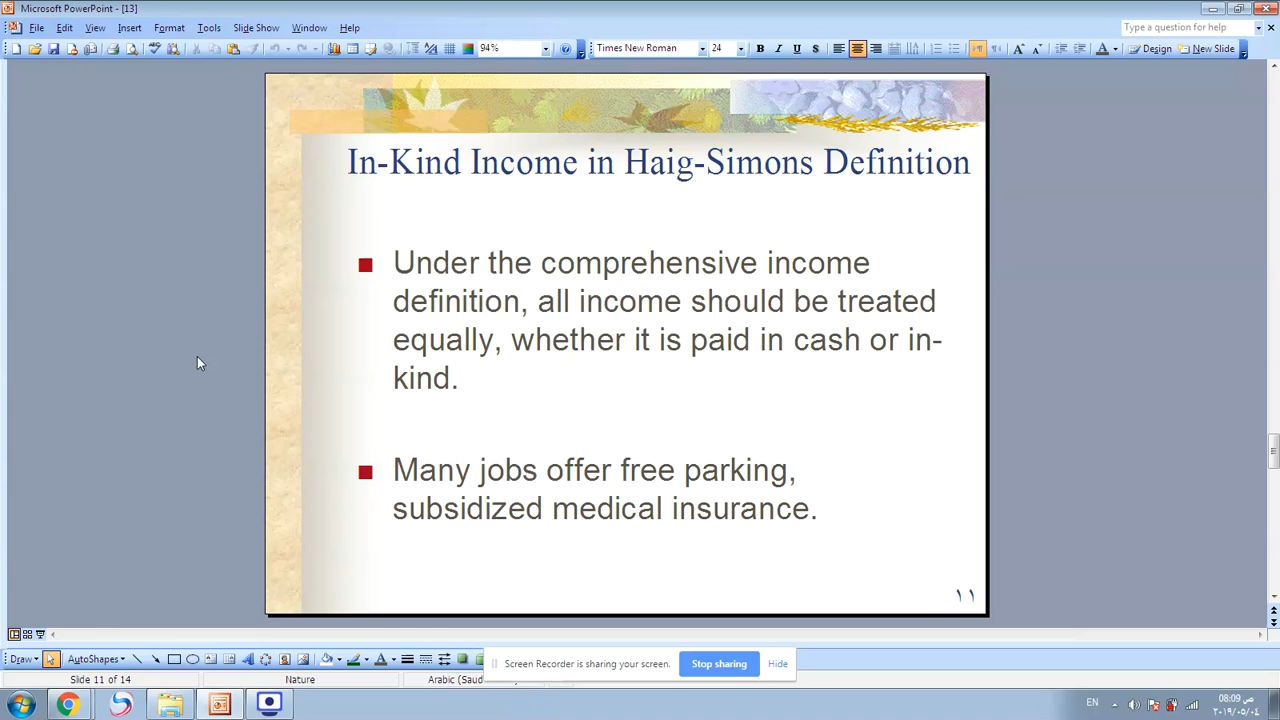 Microsoft PowerPoint - [13]
File Edit View Insert Format Tools Slide Show Window Help
Type a question for help
94%
Times New Roman
24
B I U S
Design
New Slide
In-Kind Income in Haig-Simons Definition
Under the comprehensive income
definition, all income should be treated
equally, whether it is paid in cash or in-
kind.
Many jobs offer free parking,
subsidized medical insurance.
١١
Draw
AutoShapes
Screen Recorder is sharing your screen.
Stop sharing
Hide
Slide 11 of 14
Nature
Arabic (Saud
EN
08:09 ص
٢٠١٩/٠٥/٠٤